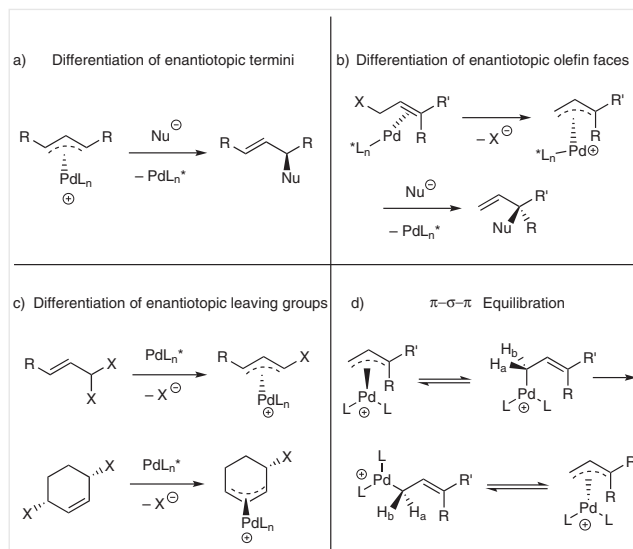 a) Differentiation of enantiotopic termini
R R
Nu⊖
– PdLn*
PdLn
⊕
R R
Nu
b) Differentiation of enantiotopic olefin faces
X R'
R
Pd
*Ln
– X⊖
R'
R
*Ln Pd⊕
Nu⊖
– PdLn*
R'
Nu R
c) Differentiation of enantiotopic leaving groups
R X
X
PdLn*
– X⊖
R X
PdLn
⊕
X
X
PdLn*
– X⊖
X
PdLn
⊕
d) π–σ–π Equilibration
R'
R
Pd
L ⊕ L
Hb
Ha
R'
R
Pd
L ⊕ L
L
⊕ Pd
L
R'
R
Hb Ha
R
R
Pd
L ⊕ L